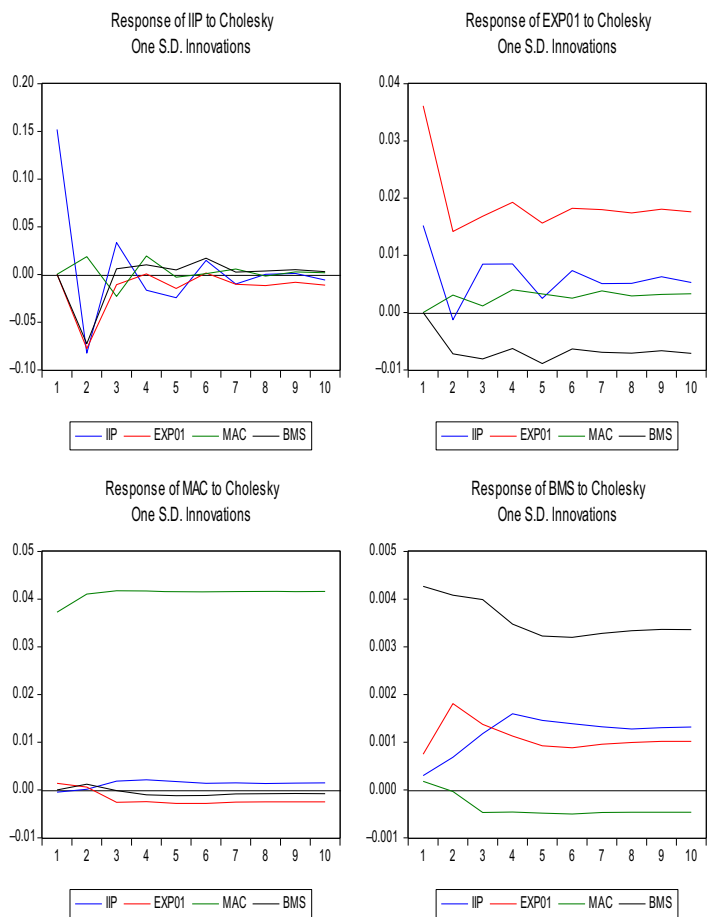 Response of IIP to Cholesky
One S.D. Innovations
0.20
0.15
0.10
0.05
0.00
–0.05
–0.10
1 2 3 4 5 6 7 8 9 10
IIP EXP01 MAC BMS
Response of EXP01 to Cholesky
One S.D. Innovations
0.04
0.03
0.02
0.01
0.00
–0.01
1 2 3 4 5 6 7 8 9 10
IIP EXP01 MAC BMS
Response of MAC to Cholesky
One S.D. Innovations
0.05
0.04
0.03
0.02
0.01
0.00
–0.01
1 2 3 4 5 6 7 8 9 10
IIP EXP01 MAC BMS
Response of BMS to Cholesky
One S.D. Innovations
0.005
0.004
0.003
0.002
0.001
0.000
–0.001
1 2 3 4 5 6 7 8 9 10
IIP EXP01 MAC BMS